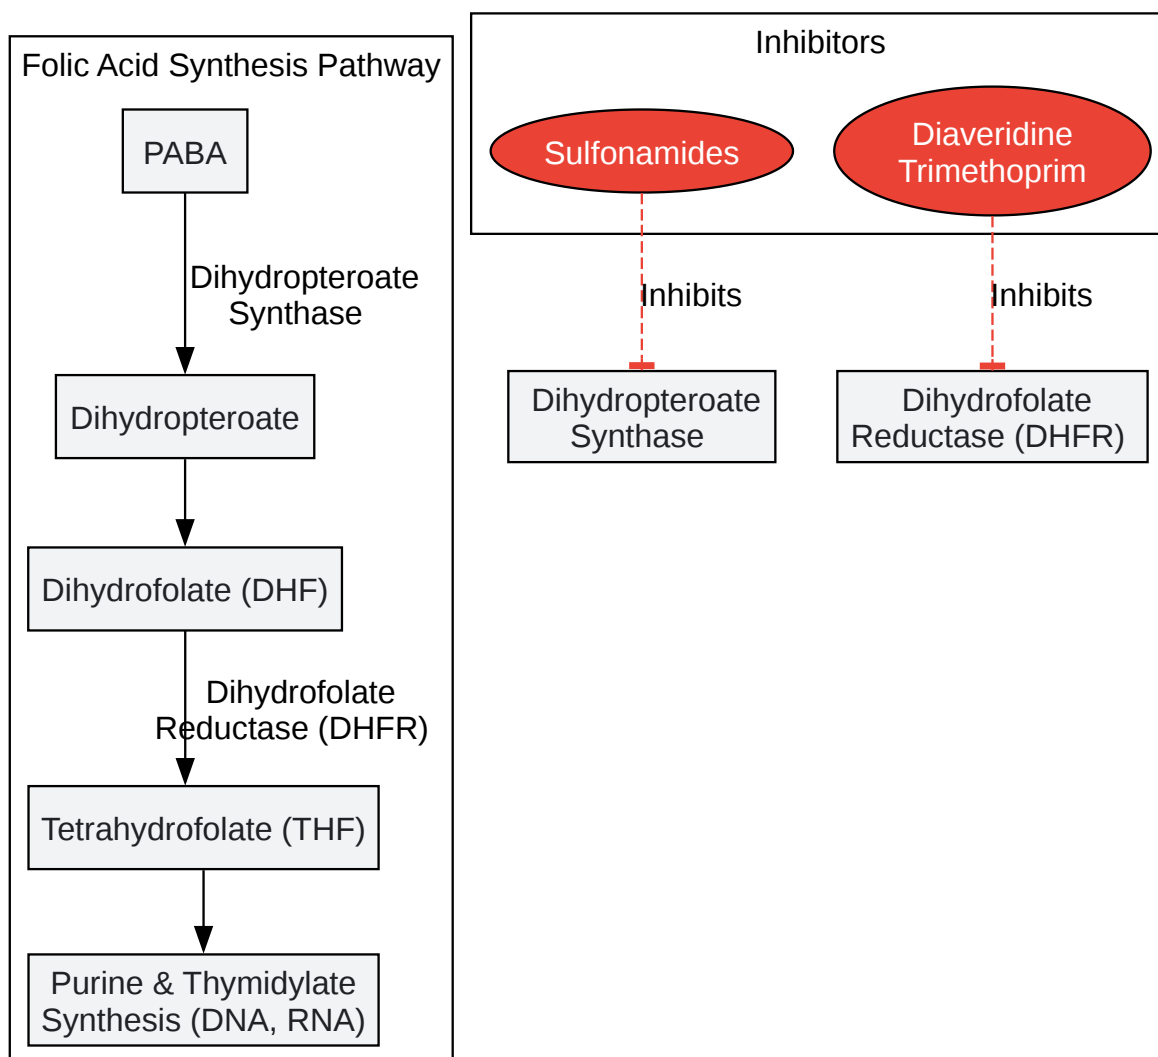 Folic Acid Synthesis Pathway
PABA
Dihydropteroate
Synthase
Dihydropteroate
Dihydrofolate (DHF)
Dihydrofolate
Reductase (DHFR)
Tetrahydrofolate (THF)
Purine & Thymidylate
Synthesis (DNA, RNA)
Inhibitors
Sulfonamides
Diaveridine
Trimethoprim
Inhibits
Inhibits
Dihydropteroate
Synthase
Dihydrofolate
Reductase (DHFR)